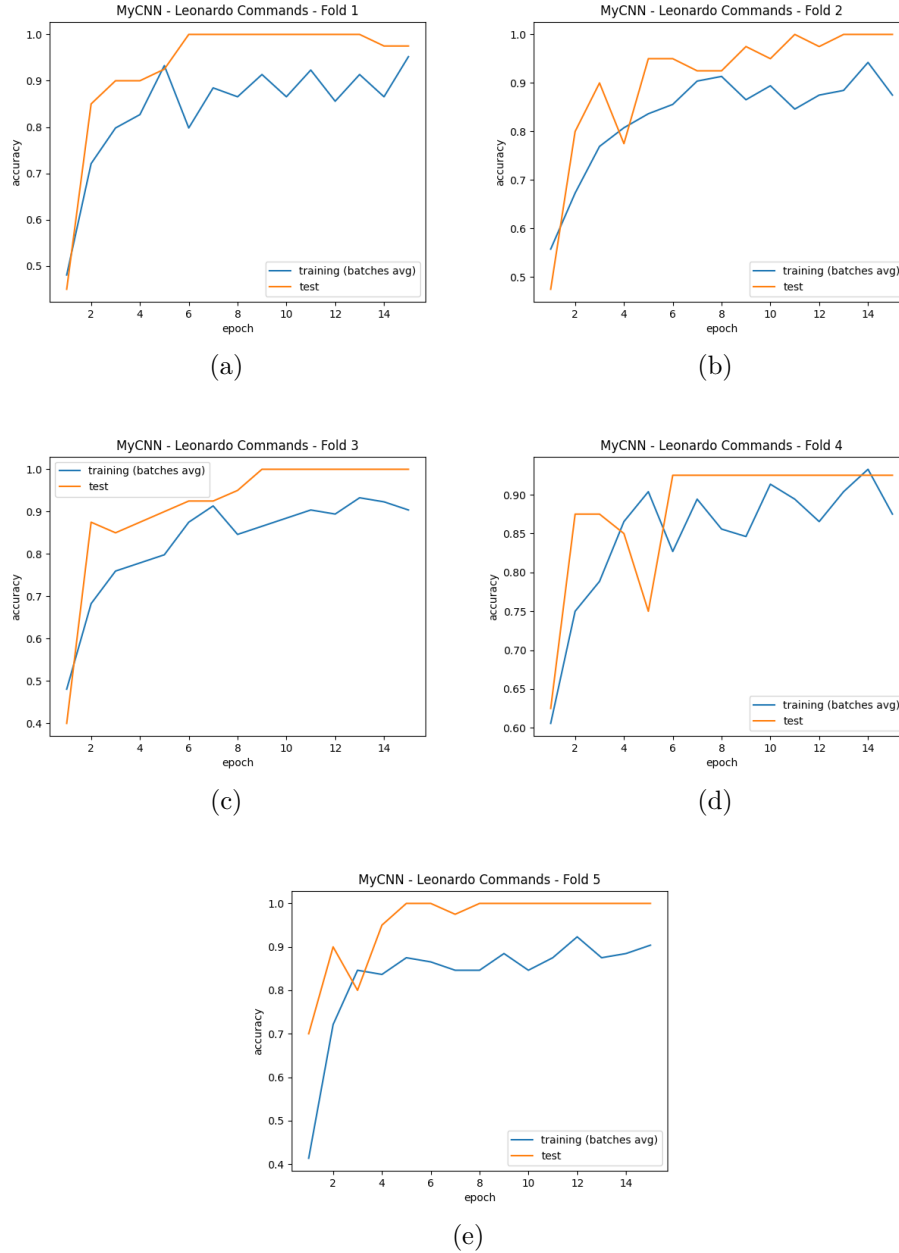 MyCNN - Leonardo Commands - Fold 1
1.0
0.9
0.8
0.7
0.6
0.5
accuracy
2 4 6 8 10 12 14
epoch
training (batches avg)
test
(a)
MyCNN - Leonardo Commands - Fold 2
1.0
0.9
0.8
0.7
0.6
0.5
accuracy
2 4 6 8 10 12 14
epoch
training (batches avg)
test
(b)
MyCNN - Leonardo Commands - Fold 3
1.0
0.9
0.8
0.7
0.6
0.5
0.4
accuracy
2 4 6 8 10 12 14
epoch
training (batches avg)
test
(c)
MyCNN - Leonardo Commands - Fold 4
0.90
0.85
0.80
0.75
0.70
0.65
0.60
accuracy
2 4 6 8 10 12 14
epoch
training (batches avg)
test
(d)
MyCNN - Leonardo Commands - Fold 5
1.0
0.9
0.8
0.7
0.6
0.5
0.4
accuracy
2 4 6 8 10 12 14
epoch
training (batches avg)
test
(e)